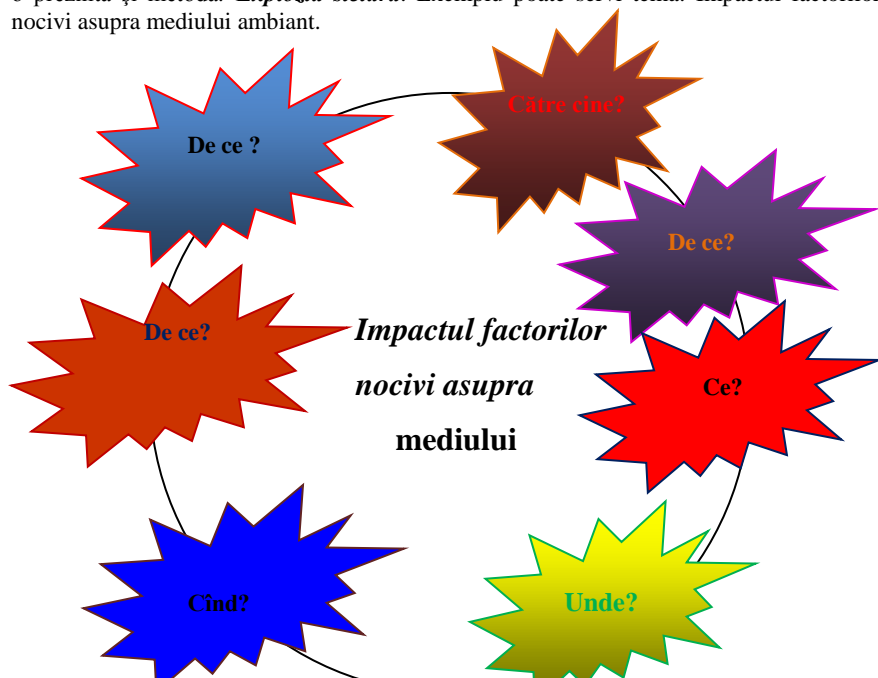 nocivi asupra mediului ambiant.
De ce ?
Către cine?
De ce?
De ce?
Impactul factorilor
nocivi asupra
mediului
Ce?
Cînd?
Unde?